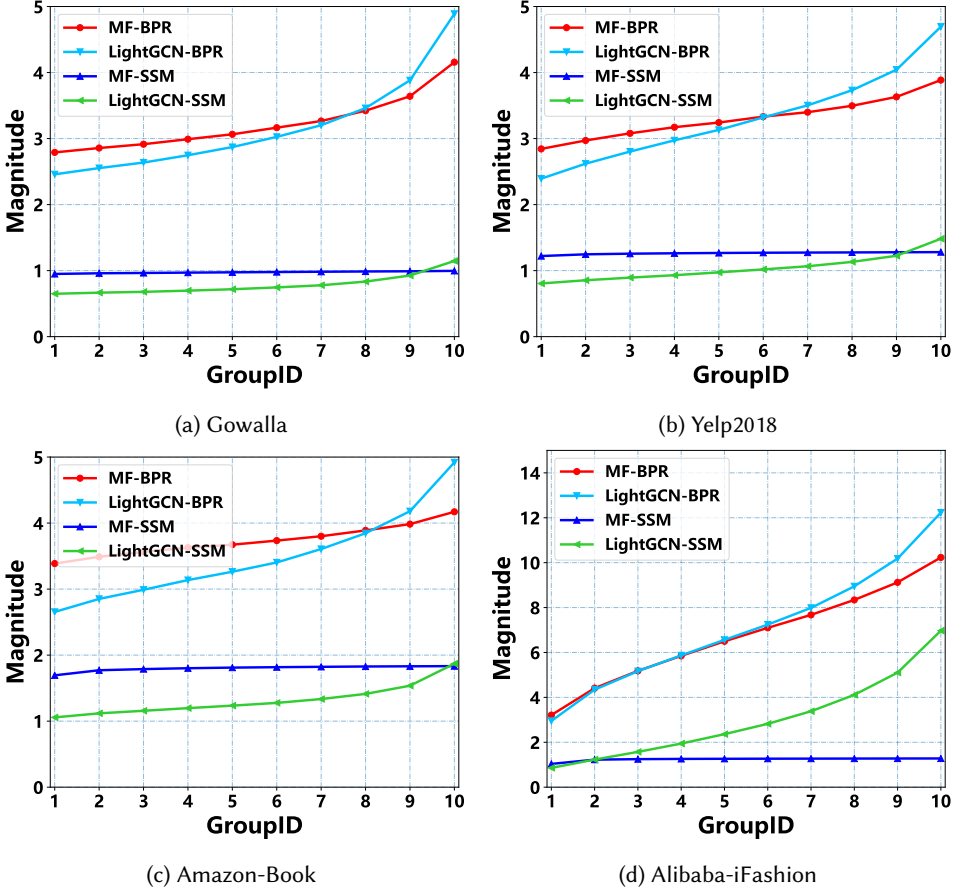 5
4
3
2
1
0
Magnitude
MF-BPR
LightGCN-BPR
MF-SSM
LightGCN-SSM
1 2 3 4 5 6 7 8 9 10
GroupID
(a) Gowalla
5
4
3
2
1
0
Magnitude
MF-BPR
LightGCN-BPR
MF-SSM
LightGCN-SSM
1 2 3 4 5 6 7 8 9 10
GroupID
(b) Yelp2018
5
4
3
2
1
0
Magnitude
MF-BPR
LightGCN-BPR
MF-SSM
LightGCN-SSM
1 2 3 4 5 6 7 8 9 10
GroupID
(c) Amazon-Book
14
12
10
8
6
4
2
0
Magnitude
MF-BPR
LightGCN-BPR
MF-SSM
LightGCN-SSM
1 2 3 4 5 6 7 8 9 10
GroupID
(d) Alibaba-iFashion